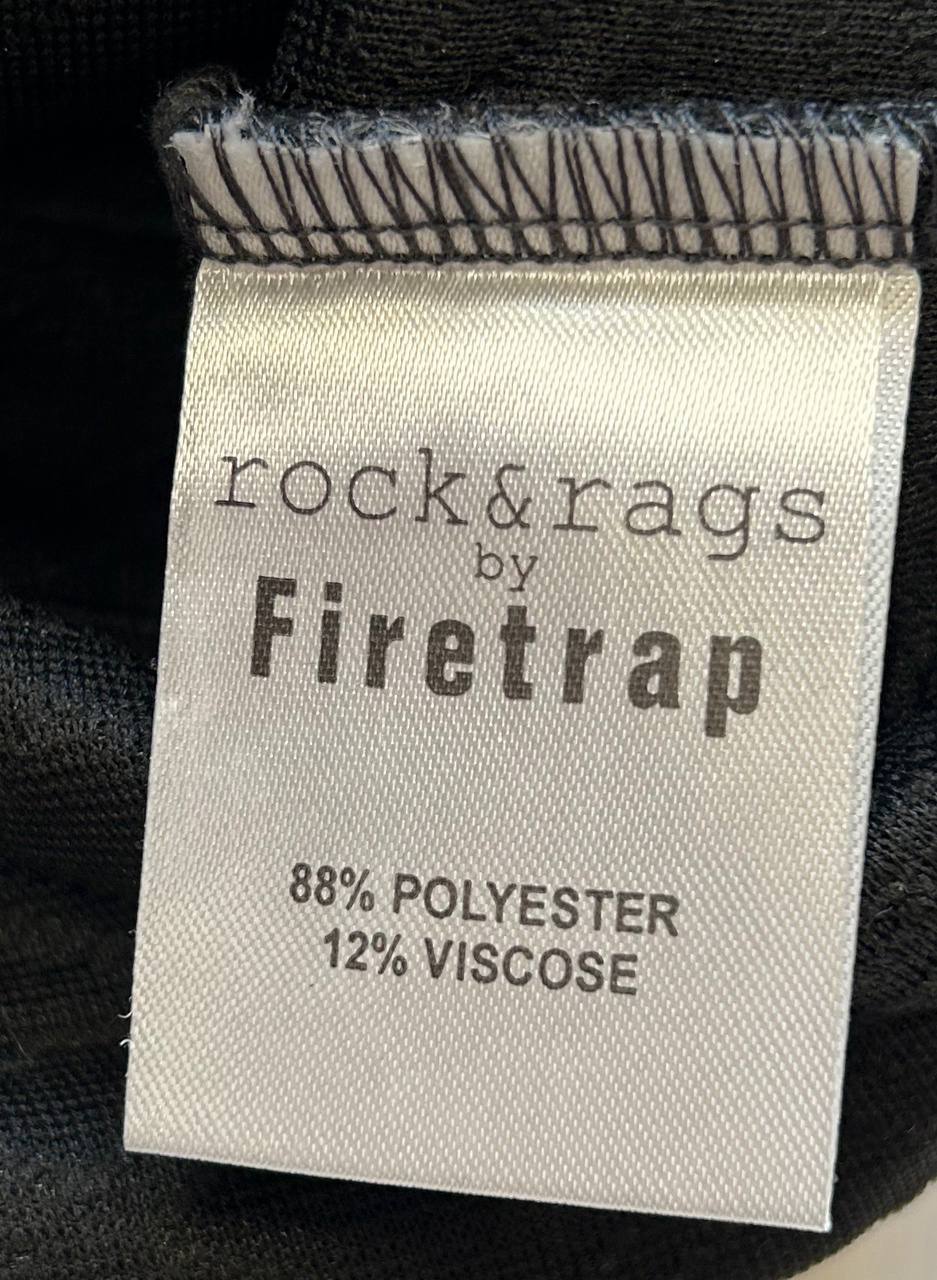 rock&rags
by
Firetrap
88% POLYESTER
12% VISCOSE